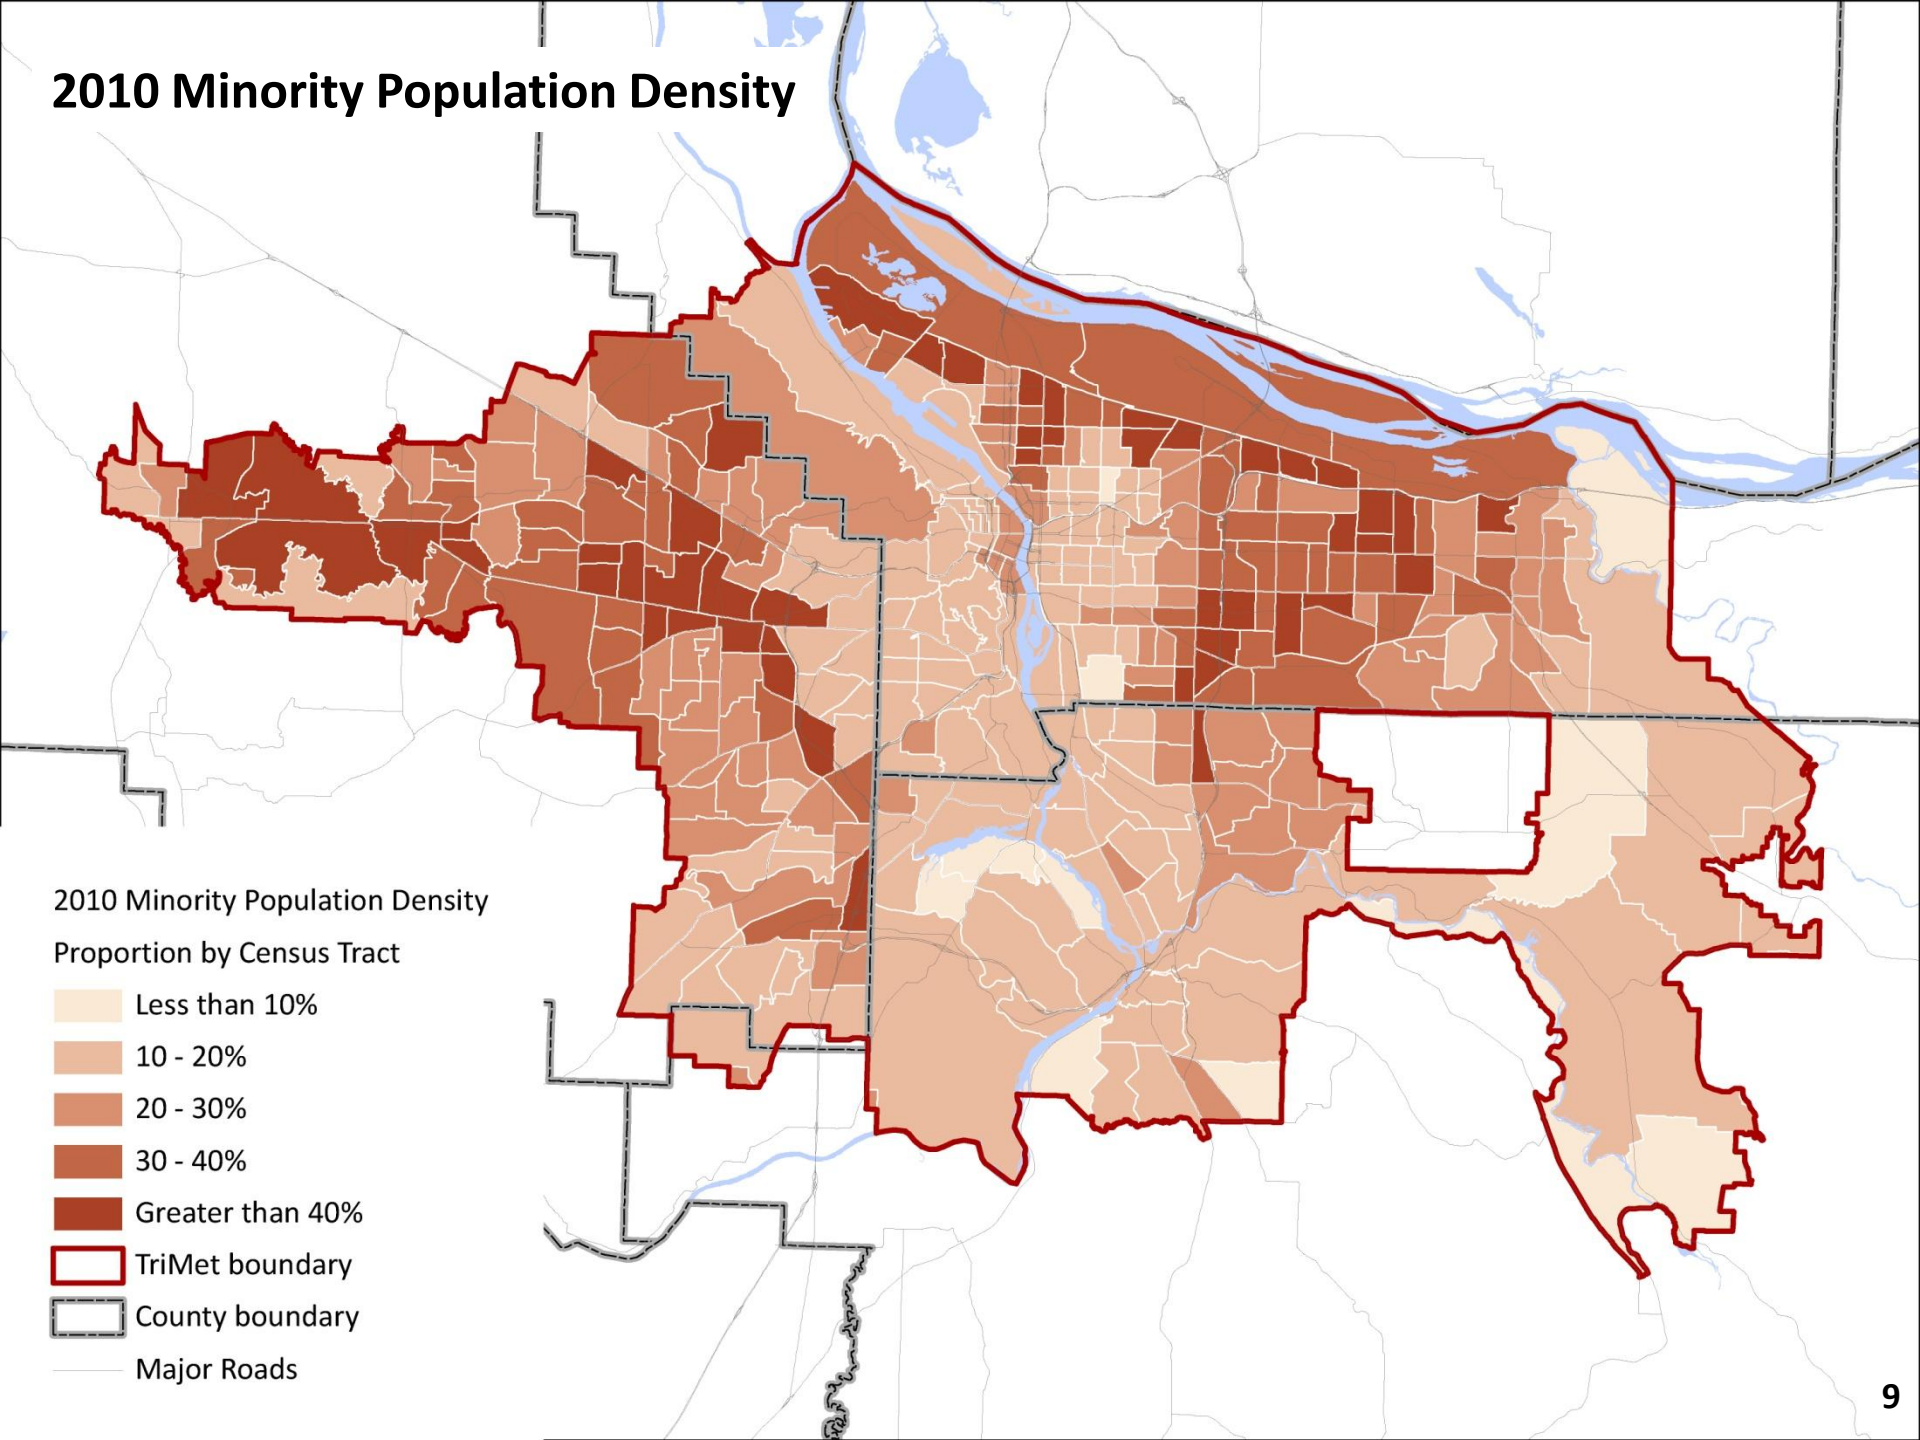 2010 Minority Population Density
2010 Minority Population Density
Proportion by Census Tract
Less than 10%
10 - 20%
20 - 30%
30 - 40%
Greater than 40%
TriMet boundary
County boundary
Major Roads
9